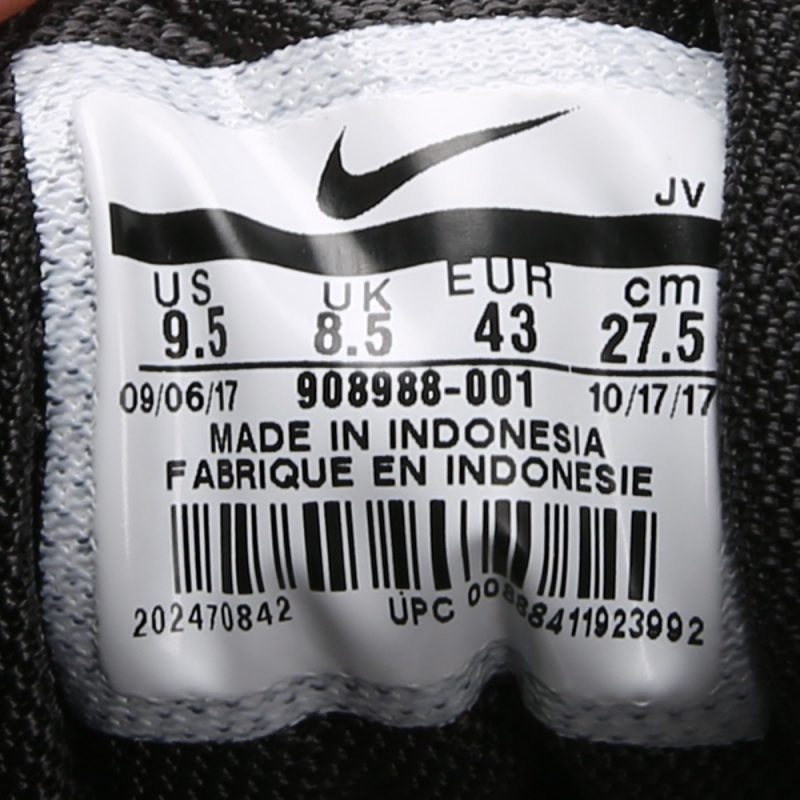 JV
US UK EUR cm
9.5 8.5 43 27.5
09/06/17 908988-001 10/17/17
MADE IN INDONESIA
FABRIQUE EN INDONESIE
202470842 UPC 00888411923992